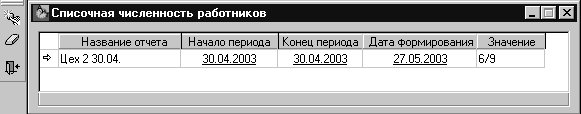 Списочная численность работников
Название отчета Начало периода Конец периода Дата формирования Значение
Цех 2 30.04. 30.04.2003 30.04.2003 27.05.2003 6/9